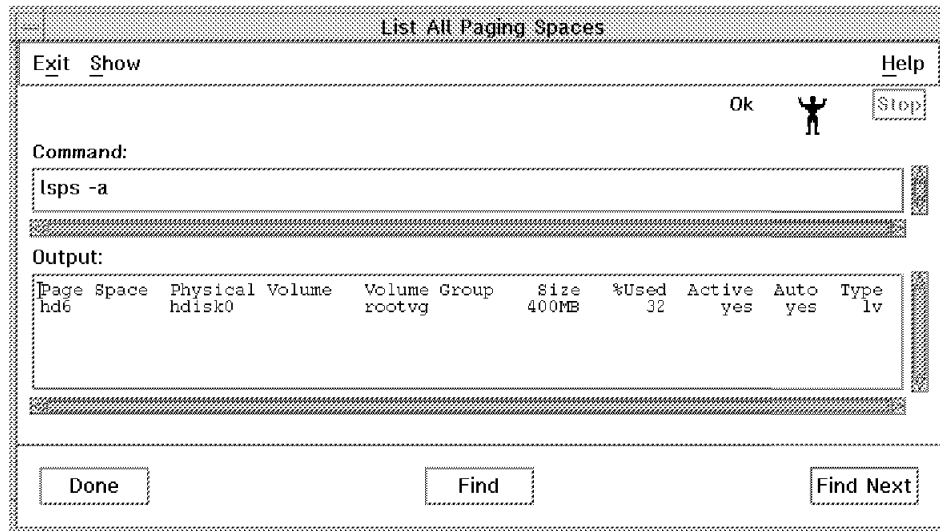 List All Paging Spaces
Exit Show Help
Ok Stop
Command:
lsps -a
Output:
Page Space Physical Volume Volume Group Size %Used Active Auto Type
hd6 hdisk0 rootvg 400MB 32 yes yes lv
Done Find Find Next